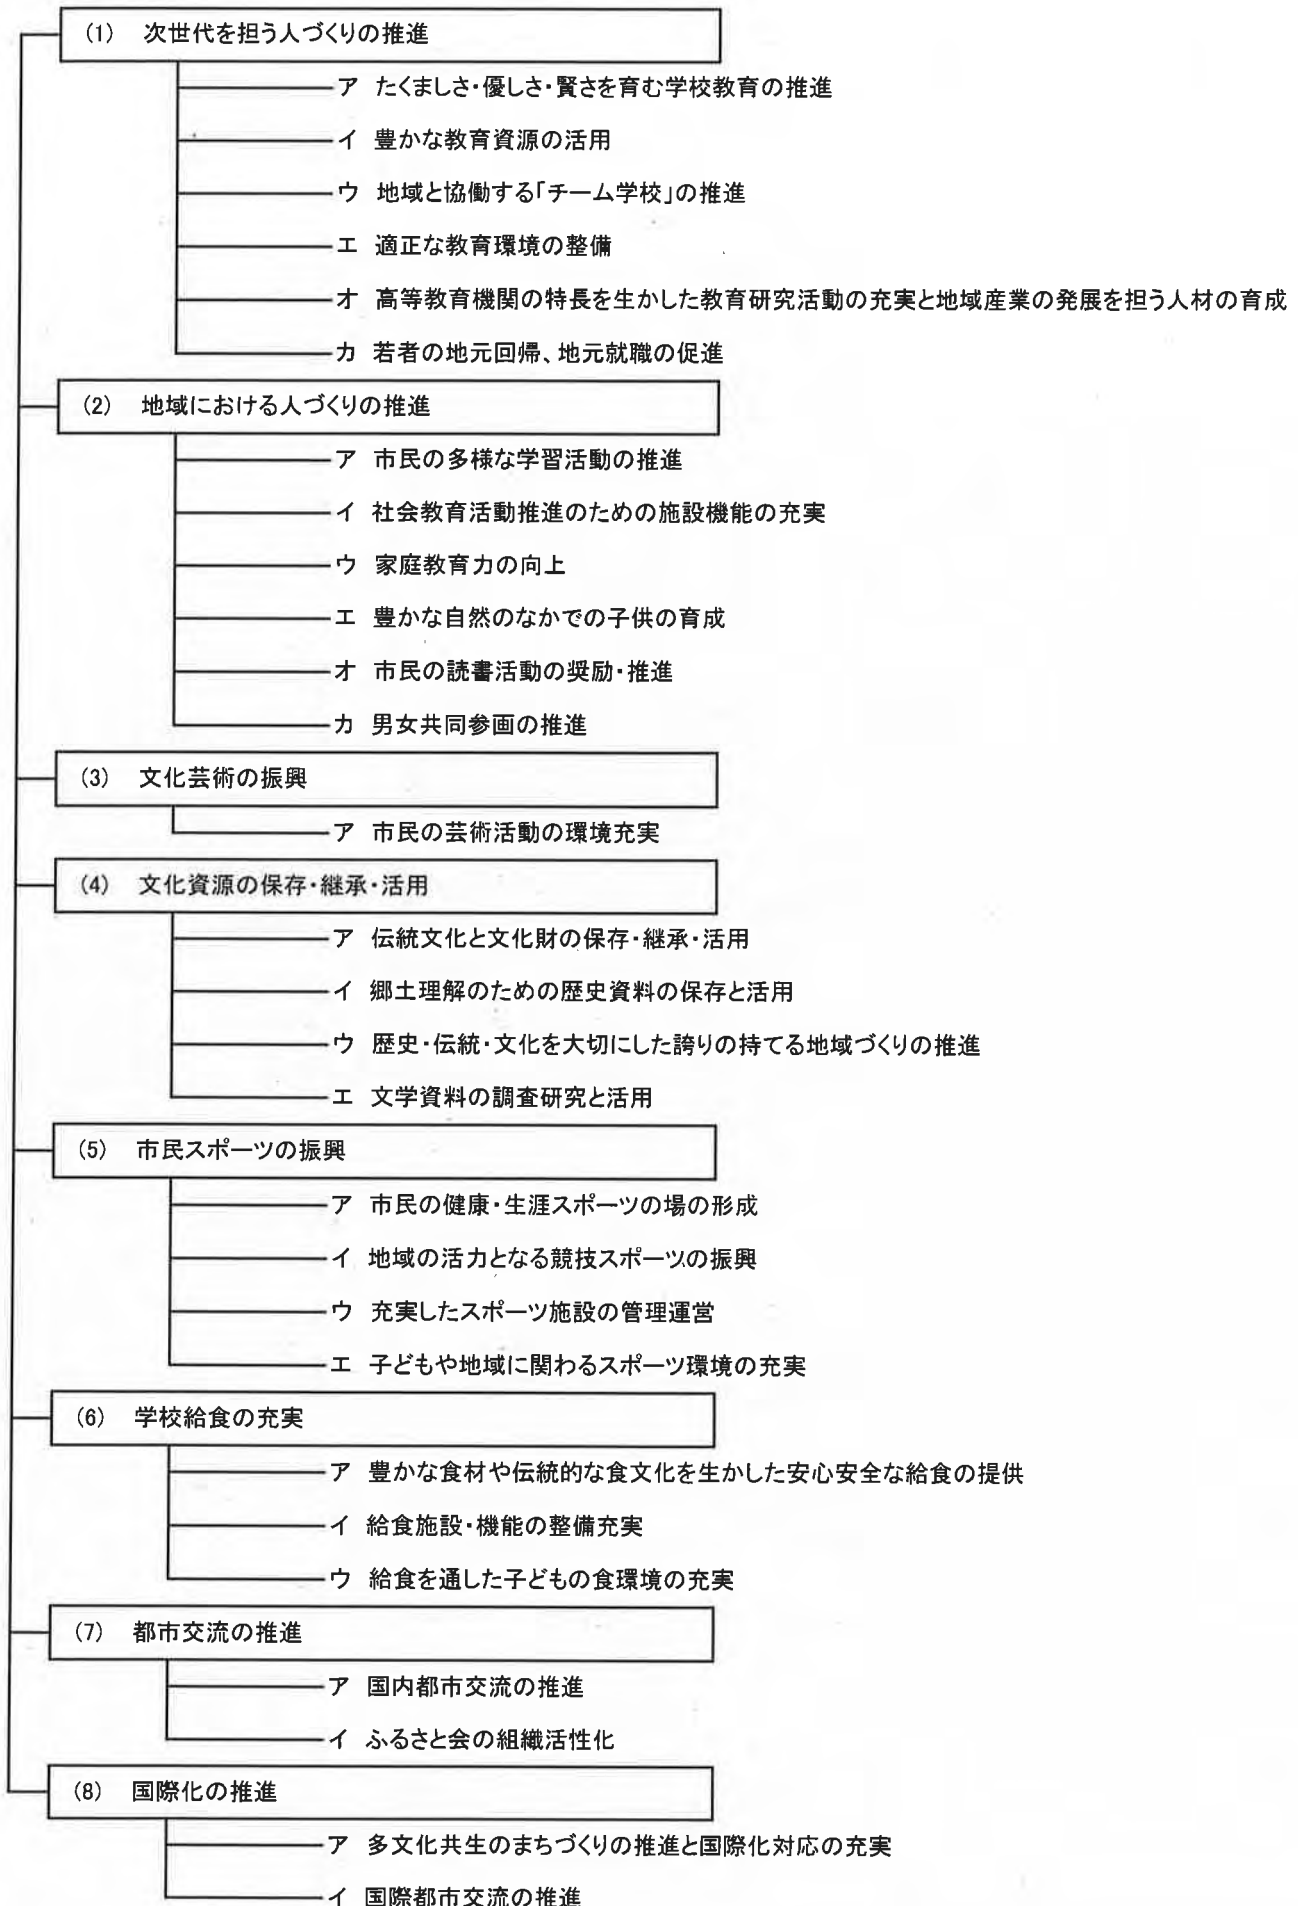 (1) 次世代を担う人づくりの推進
ア たくましさ・優しさ・賢さを育む学校教育の推進
イ 豊かな教育資源の活用
ウ 地域と協働する「チーム学校」の推進
エ 適正な教育環境の整備
オ 高等教育機関の特長を生かした教育研究活動の充実と地域産業の発展を担う人材の育成
カ 若者の地元回帰、地元就職の促進
(2) 地域における人づくりの推進
ア 市民の多様な学習活動の推進
イ 社会教育活動推進のための施設機能の充実
ウ 家庭教育力の向上
エ 豊かな自然のなかでの子供の育成
オ 市民の読書活動の奨励・推進
カ 男女共同参画の推進
(3) 文化芸術の振興
ア 市民の芸術活動の環境充実
(4) 文化資源の保存・継承・活用
ア 伝統文化と文化財の保存・継承・活用
イ 郷土理解のための歴史資料の保存と活用
ウ 歴史・伝統・文化を大切にした誇りの持てる地域づくりの推進
エ 文学資料の調査研究と活用
(5) 市民スポーツの振興
ア 市民の健康・生涯スポーツの場の形成
イ 地域の活力となる競技スポーツの振興
ウ 充実したスポーツ施設の管理運営
エ 子どもや地域に関わるスポーツ環境の充実
(6) 学校給食の充実
ア 豊かな食材や伝統的な食文化を生かした安心安全な給食の提供
イ 給食施設・機能の整備充実
ウ 給食を通した子どもの食環境の充実
(7) 都市交流の推進
ア 国内都市交流の推進
イ ふるさと会の組織活性化
(8) 国際化の推進
ア 多文化共生のまちづくりの推進と国際化対応の充実
イ 国際都市交流の推進